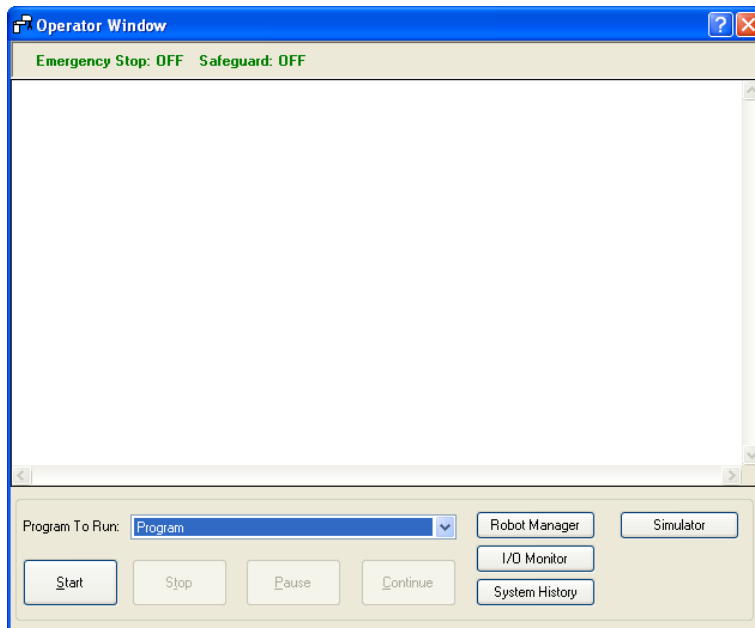 Operator Window
Emergency Stop: OFF Safeguard: OFF
Program To Run: Program
Robot Manager
Simulator
I/O Monitor
Start
Stop
Pause
Continue
System History